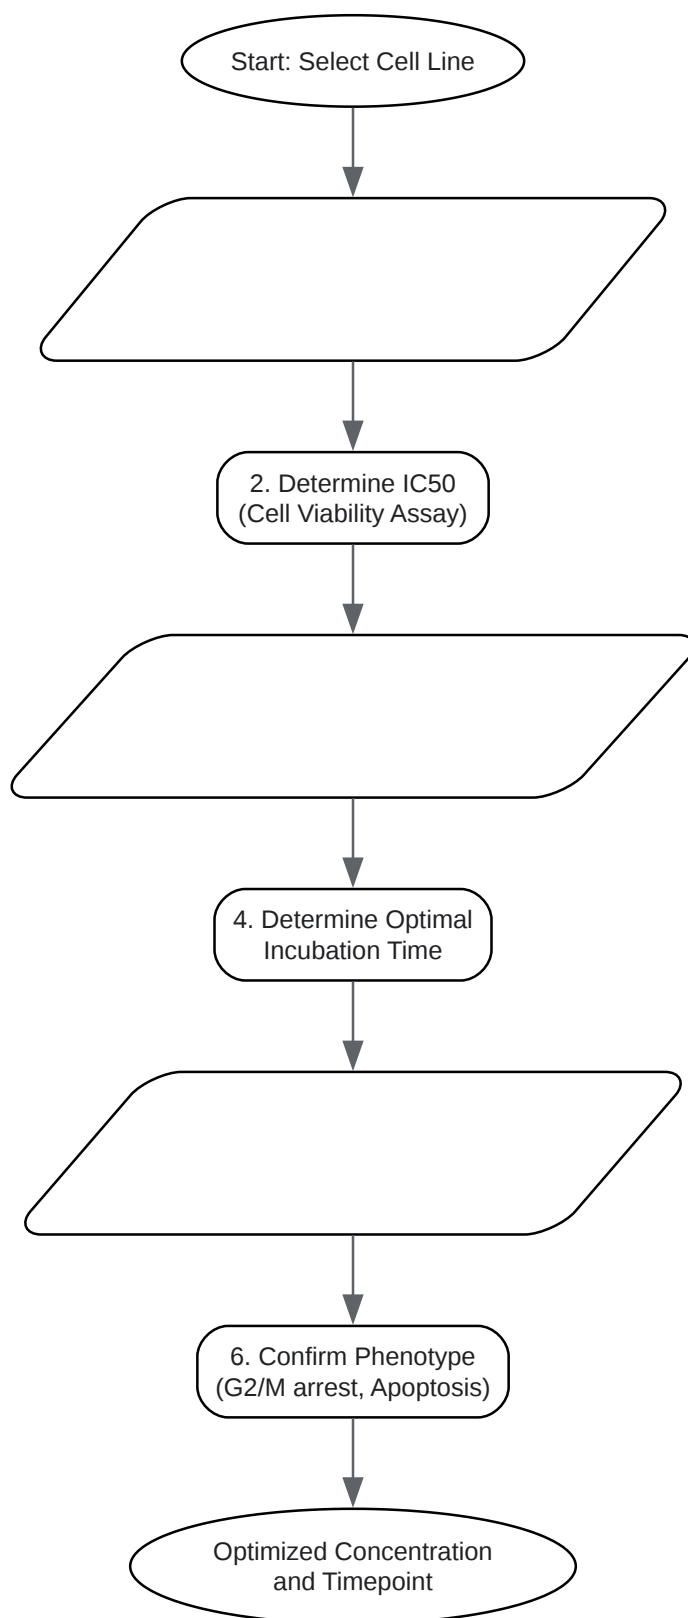 Start: Select Cell Line
2. Determine IC50
(Cell Viability Assay)
4. Determine Optimal
Incubation Time
6. Confirm Phenotype
(G2/M arrest, Apoptosis)
Optimized Concentration
and Timepoint